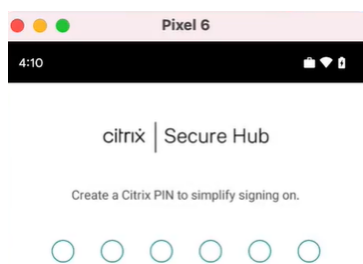 Pixel 6
4:10
citrix | Secure Hub
Create a Citrix PIN to simplify signing on.